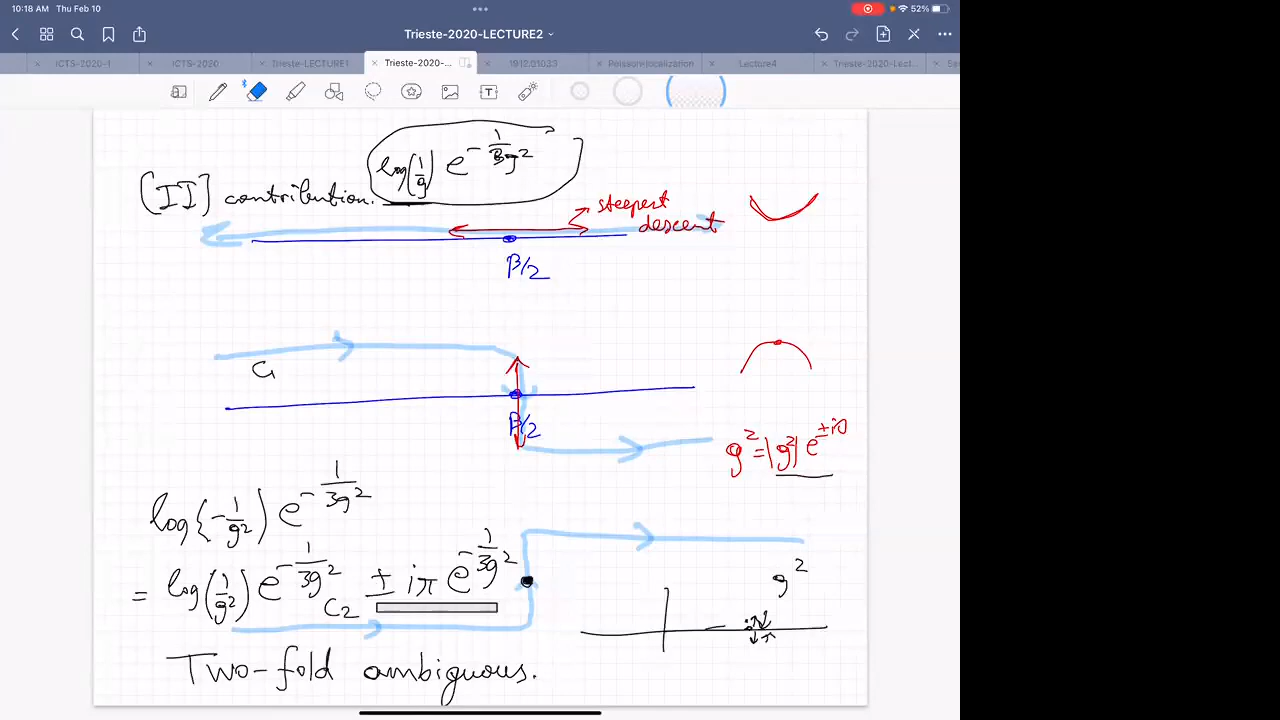 10:18 AM Thu Feb 10
52%
Trieste-2020-LECTURE2
ICTS-2020-1
ICTS-2020
Trieste-LECTURE1
Trieste-2020-...
1912.01033
Poisson/localization
Lecture4
Trieste-2020-Lect...
log(1/g) e^{-1/3g^2}
[II] contribution.
steepest
descent
β/2
C1
β/2
g^2 = |g^2| e^{±iθ}
log(-1/g^2) e^{-1/3g^2}
= log(1/g^2) e^{-1/3g^2} ± iπ e^{-1/3g^2}
g^2
C2
Two-fold ambiguous.